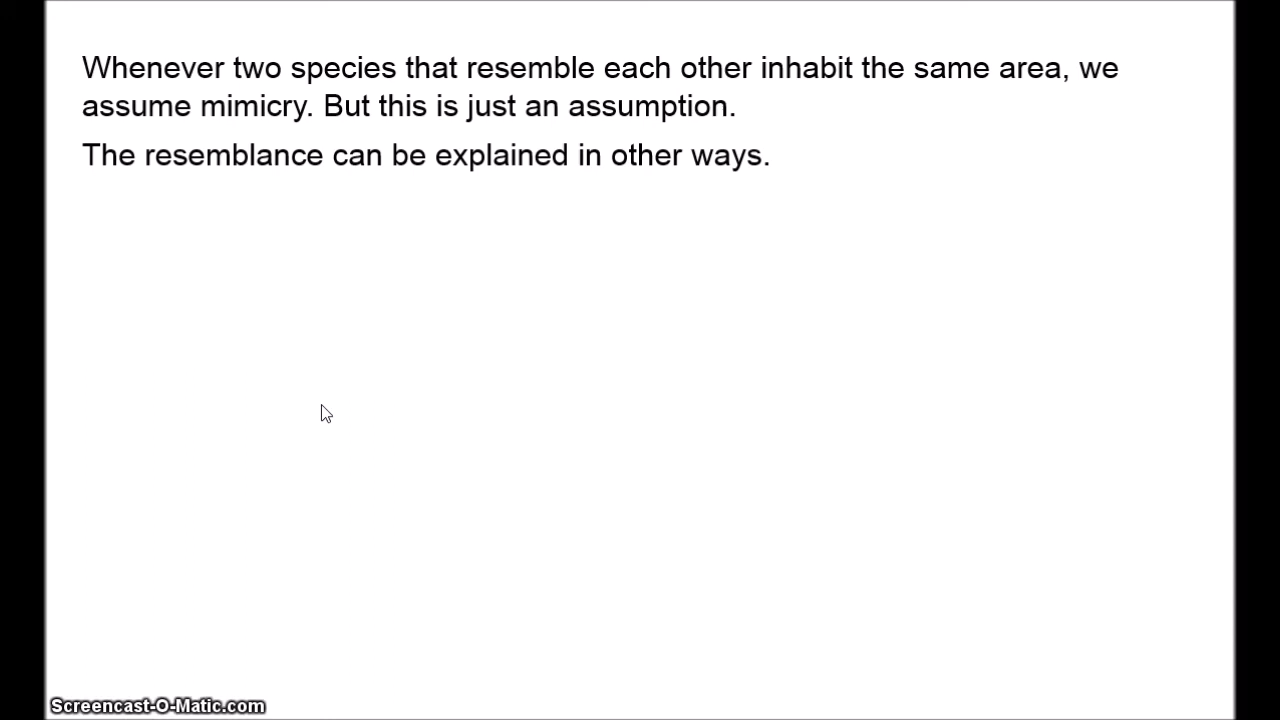 Whenever two species that resemble each other inhabit the same area, we
assume mimicry. But this is just an assumption.
The resemblance can be explained in other ways.
Screencast-O-Matic.com